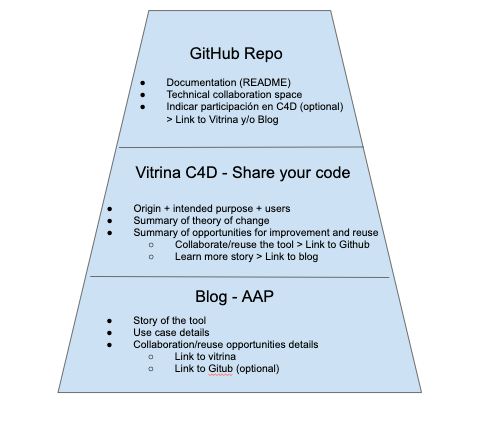 GitHub Repo
● Documentation (README)
● Technical collaboration space
● Indicar participación en C4D (optional)
> Link to Vitrina y/o Blog
Vitrina C4D - Share your code
● Origin + intended purpose + users
● Summary of theory of change
● Summary of opportunities for improvement and reuse
○ Collaborate/reuse the tool > Link to Github
○ Learn more story > Link to blog
Blog - AAP
● Story of the tool
● Use case details
● Collaboration/reuse opportunities details
○ Link to vitrina
○ Link to Gitub (optional)